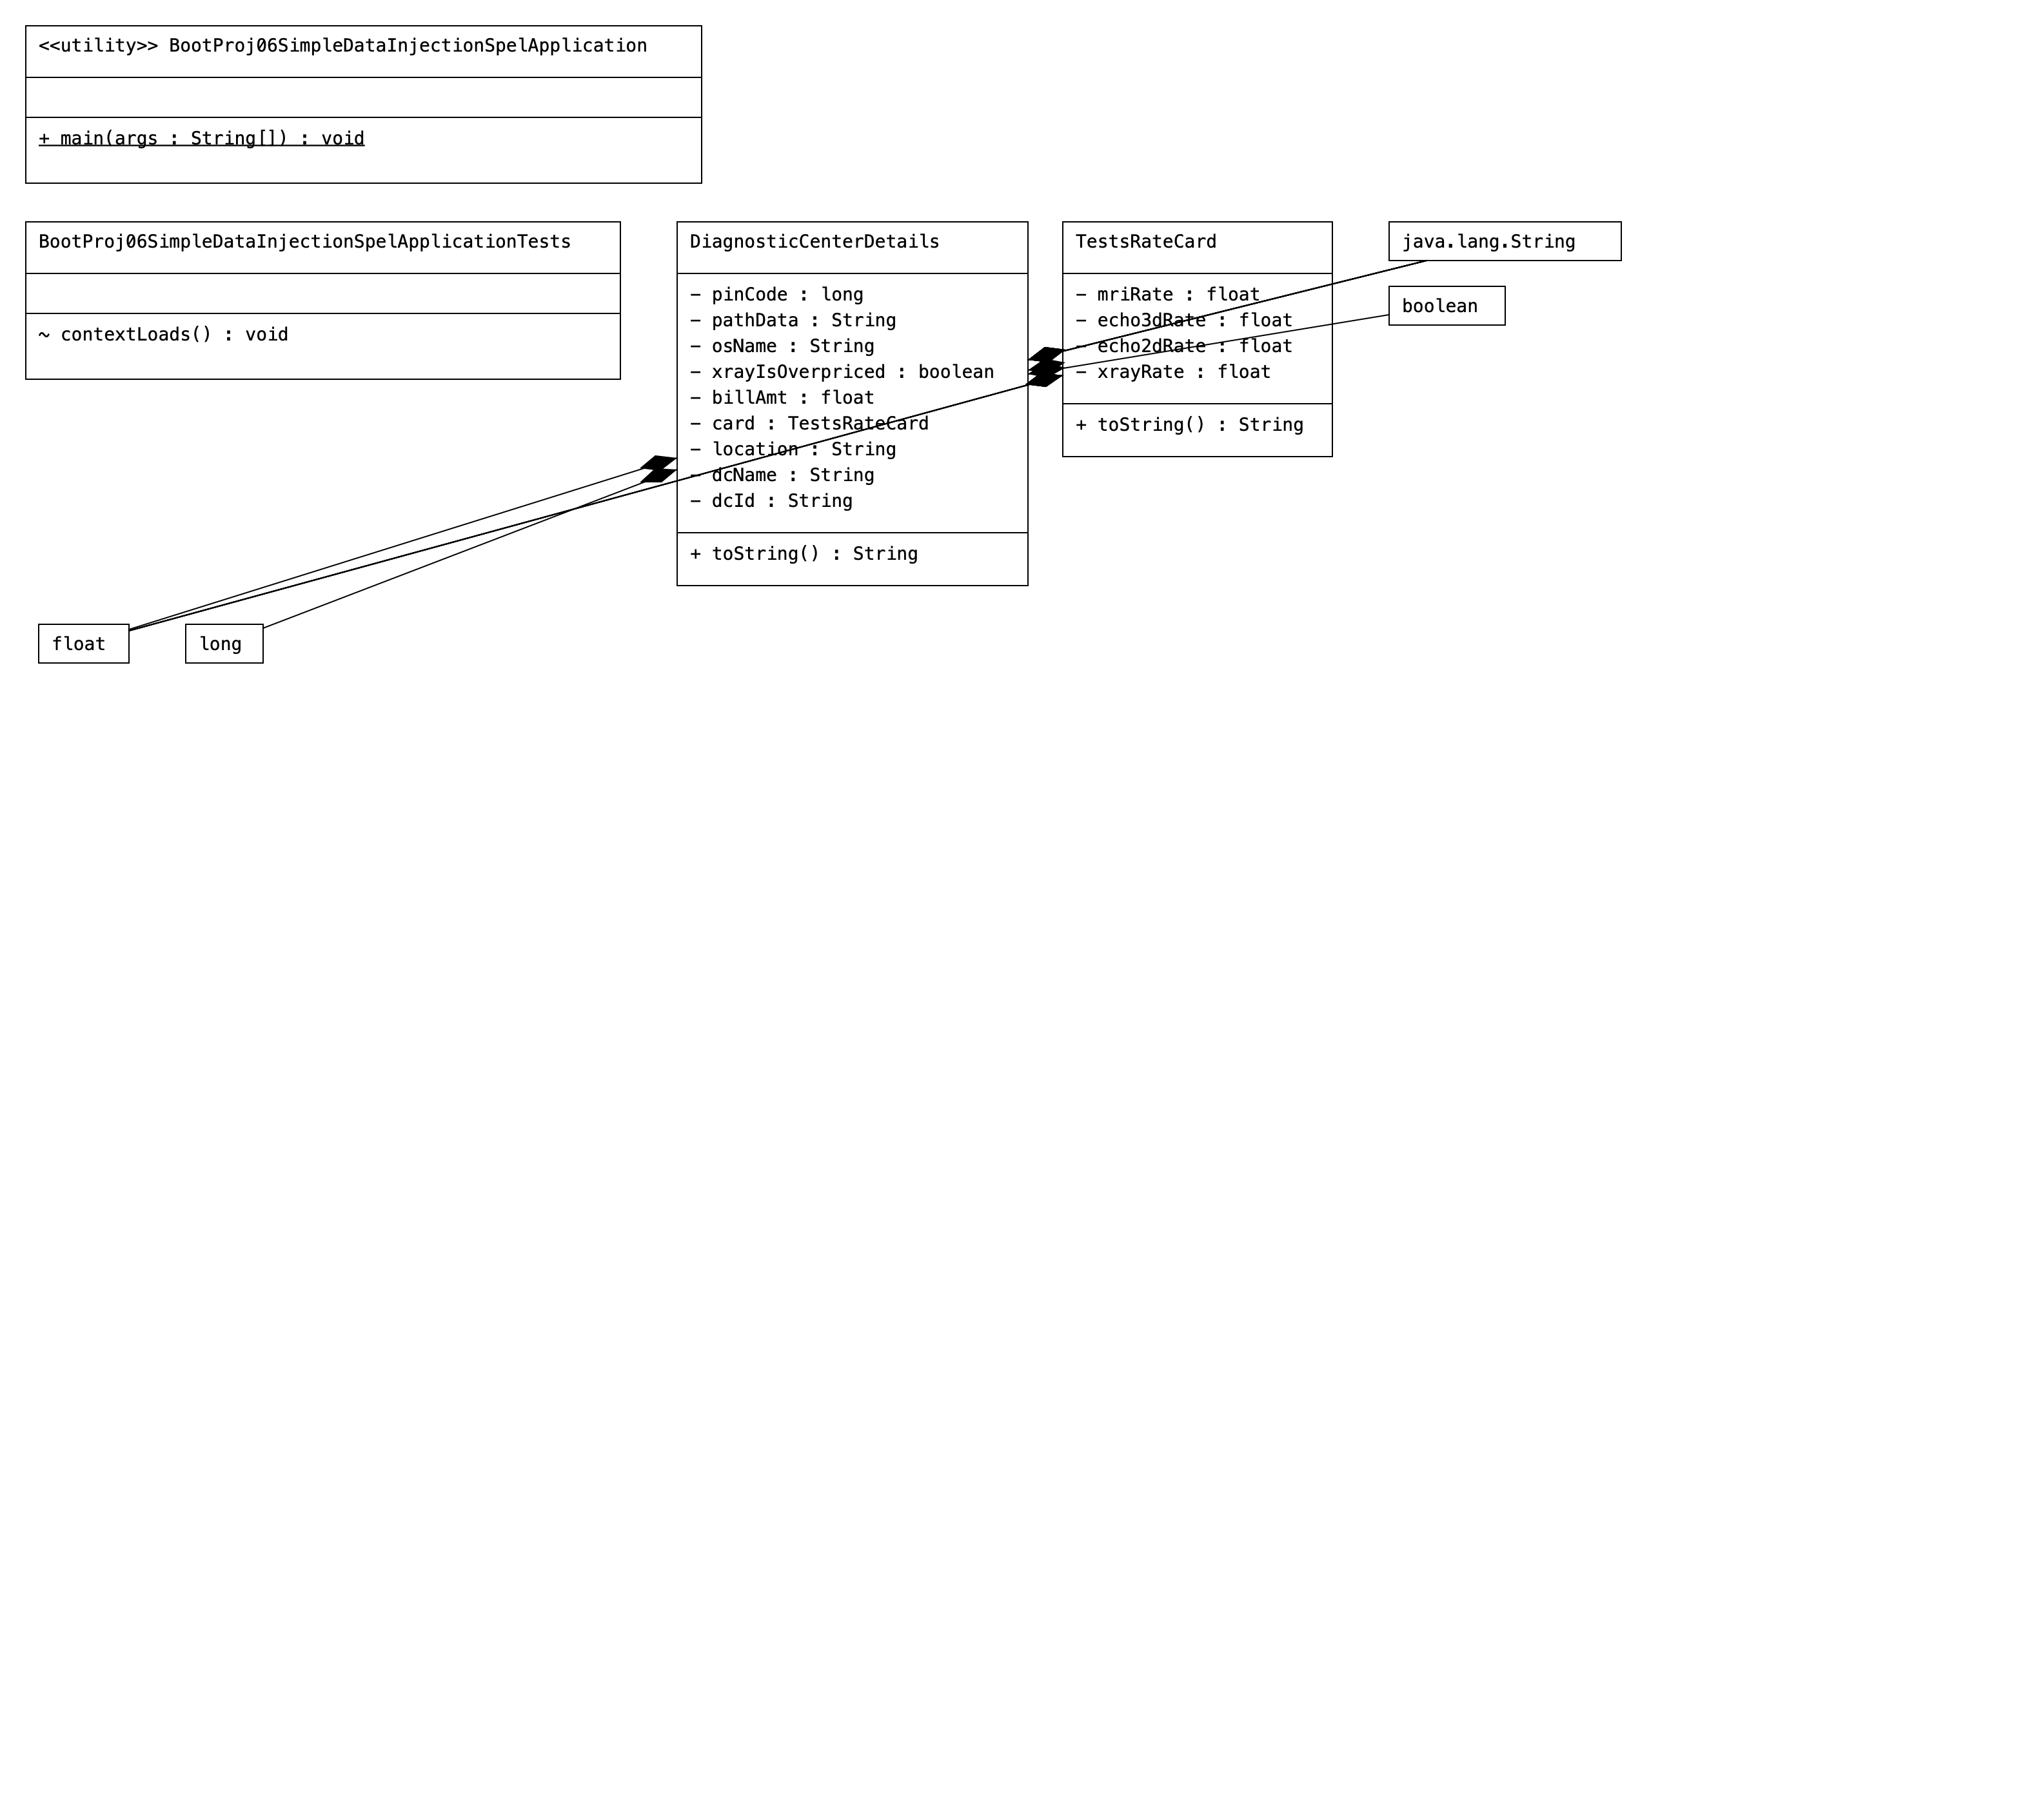 <<utility>> BootProj06SimpleDataInjectionSpelApplication
+ main(args : String[]) : void
BootProj06SimpleDataInjectionSpelApplicationTests
~ contextLoads() : void
DiagnosticCenterDetails
− pinCode : long
− pathData : String
− osName : String
− xrayIsOverpriced : boolean
− billAmt : float
− card : TestsRateCard
− location : String
− dcName : String
− dcId : String
+ toString() : String
TestsRateCard
− mriRate : float
− echo3dRate : float
− echo2dRate : float
− xrayRate : float
+ toString() : String
java.lang.String
boolean
float
long